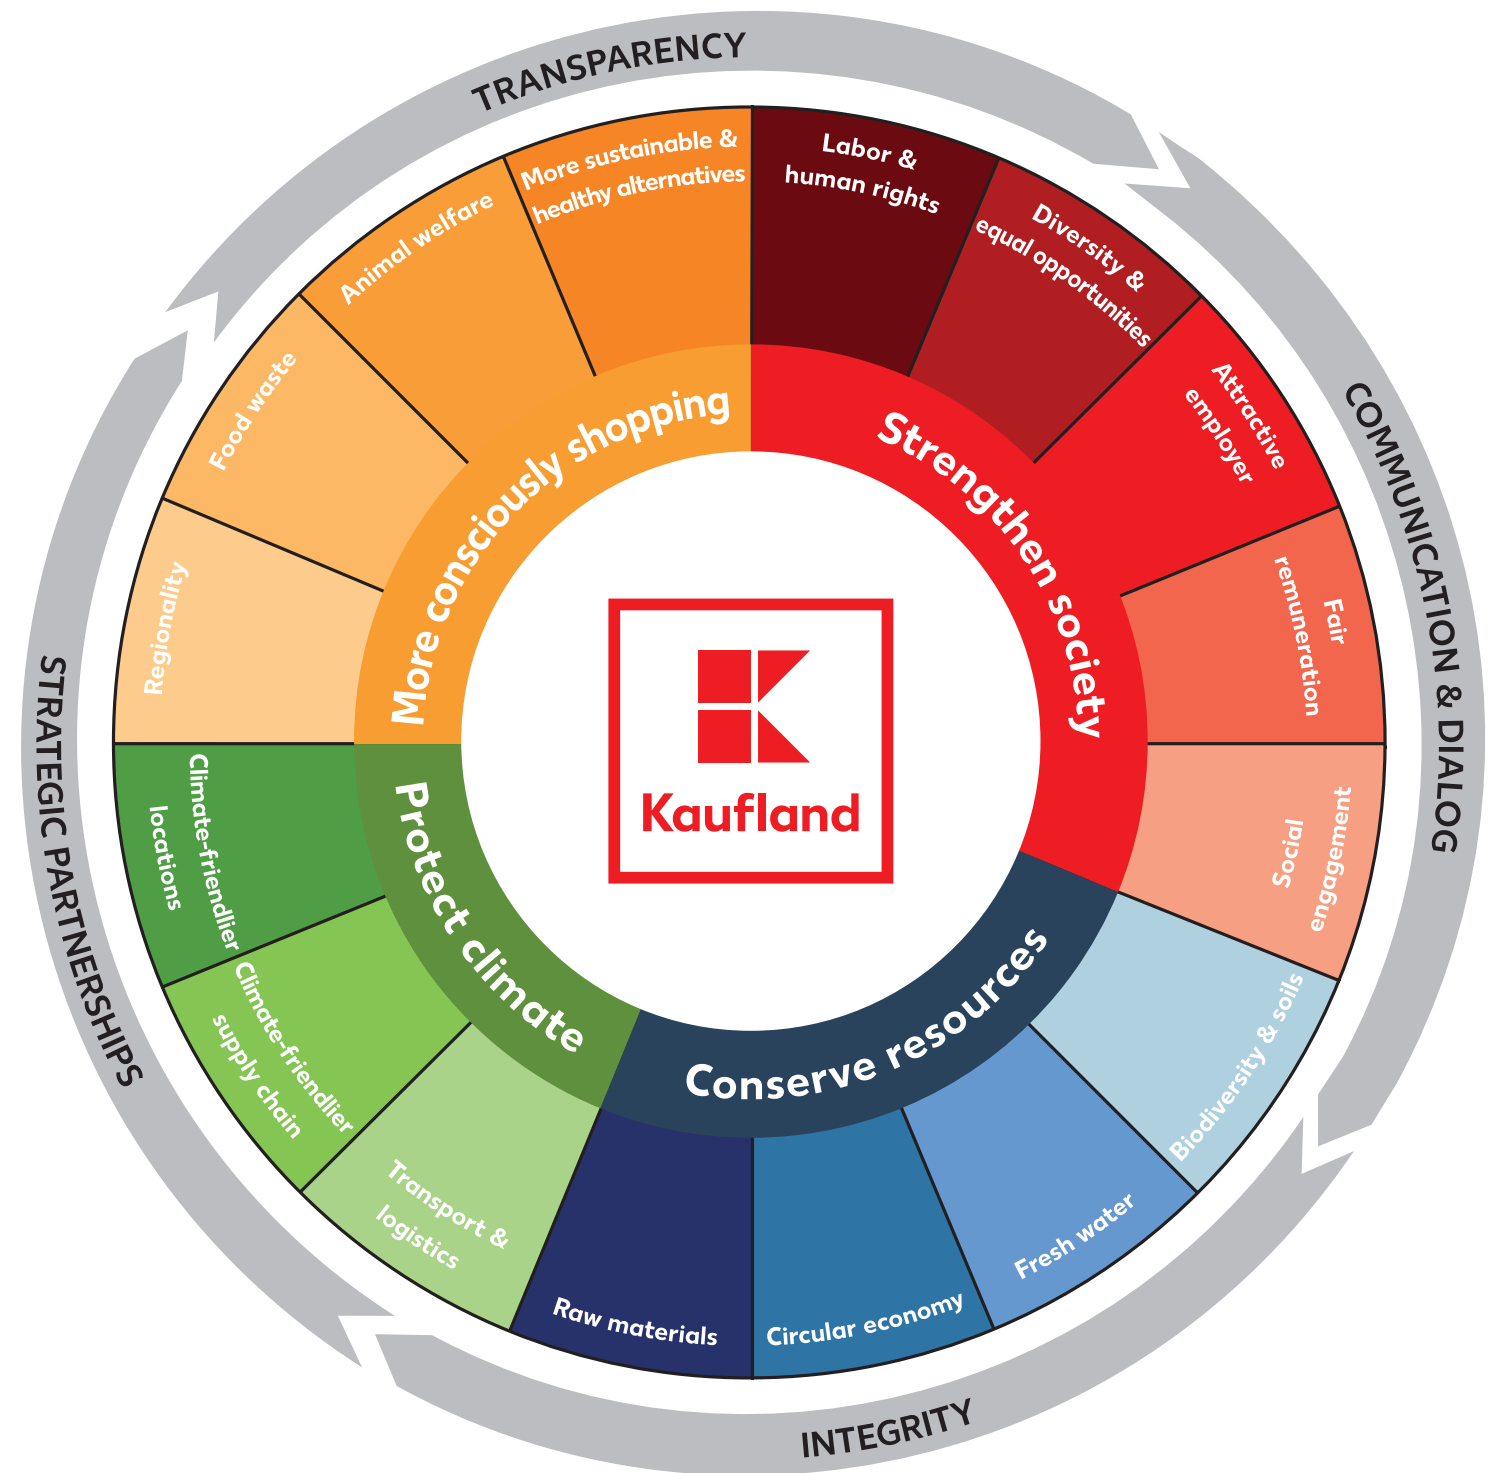 TRANSPARENCY
COMMUNICATION & DIALOG
INTEGRITY
STRATEGIC PARTNERSHIPS
Labor &
human rights
Diversity &
equal opportunities
Attractive
employer
Fair
remuneration
Social
engagement
Biodiversity & soils
Fresh water
Circular economy
Raw materials
Transport &
logistics
Climate-friendlier
supply chain
Climate-friendlier
locations
Regionality
Food waste
Animal welfare
More sustainable &
healthy alternatives
Strengthen society
Conserve resources
Protect climate
More consciously shopping
Kaufland